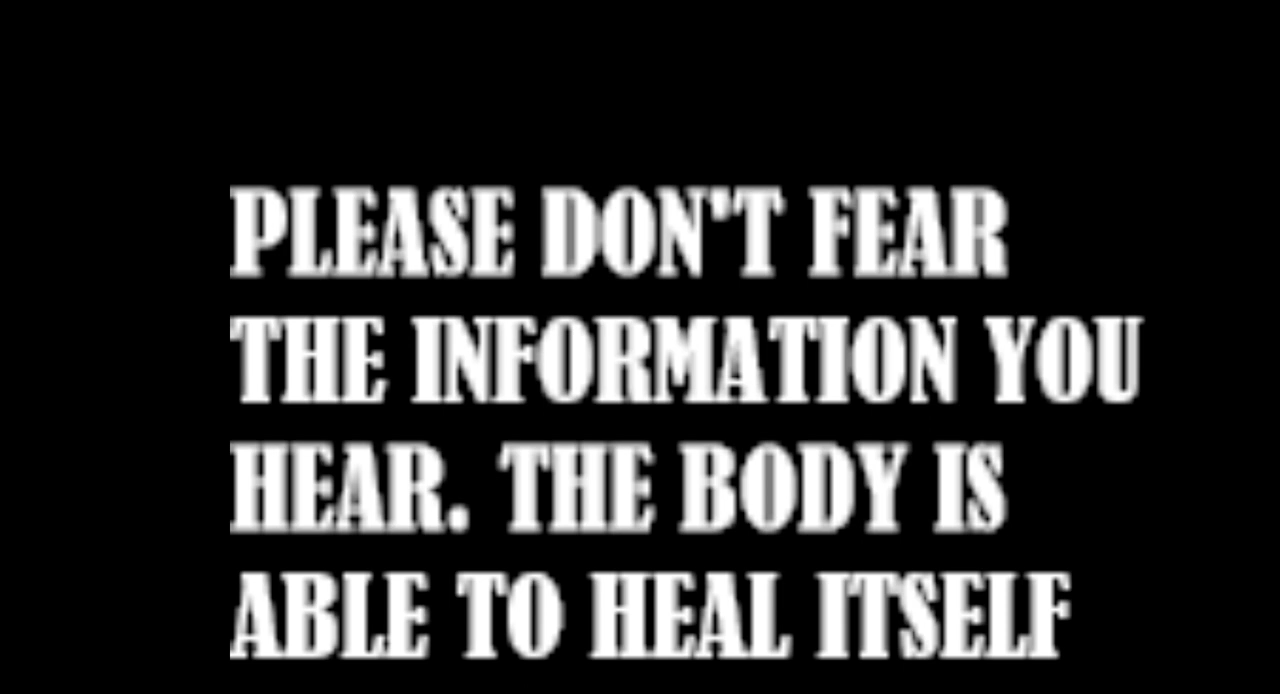 PLEASE DON'T FEAR
THE INFORMATION YOU
HEAR. THE BODY IS
ABLE TO HEAL ITSELF